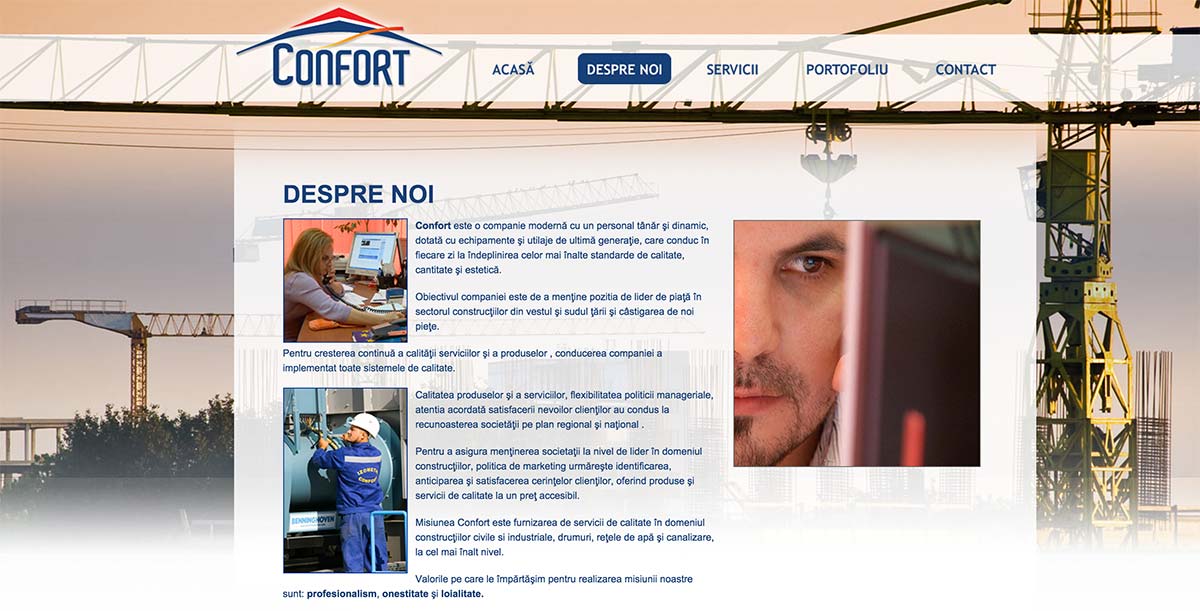 CONFORT
ACASĂ DESPRE NOI SERVICII PORTOFOLIU CONTACT
DESPRE NOI
Confort este o companie modernă cu un personal tânăr şi dinamic,
dotată cu echipamente şi utilaje de ultimă generaţie, care conduc în
fiecare zi la îndeplinirea celor mai înalte standarde de calitate,
cantitate şi estetică.
Obiectivul companiei este de a menţine pozitia de lider de piaţă în
sectorul construcţiilor din vestul şi sudul ţării şi câstigarea de noi
pieţe.
Pentru cresterea continuă a calităţii serviciilor şi a produselor , conducerea companiei a
implementat toate sistemele de calitate.
Calitatea produselor şi a serviciilor, flexibilitatea politicii manageriale,
atentia acordată satisfacerii nevoilor clienţilor au condus la
recunoasterea societăţii pe plan regional şi naţional .
Pentru a asigura menţinerea societaţii la nivel de lider în domeniul
construcţiilor, politica de marketing urmăreşte identificarea,
anticiparea şi satisfacerea cerinţelor clienţilor, oferind produse şi
servicii de calitate la un preţ accesibil.
Misiunea Confort este furnizarea de servicii de calitate în domeniul
construcţiilor civile si industriale, drumuri, reţele de apă şi canalizare,
la cel mai înalt nivel.
Valorile pe care le împărtăşim pentru realizarea misiunii noastre
sunt: profesionalism, onestitate şi loialitate.
CONFORT
BENNINGHOVEN